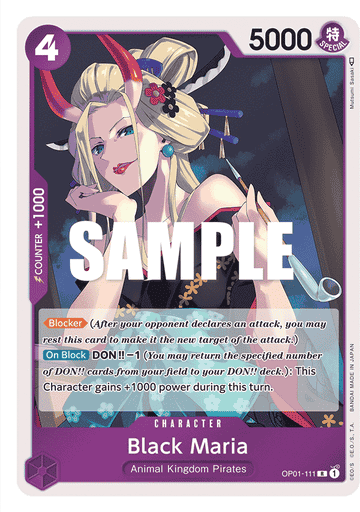 4
5000
特
SPECIAL
Mutsumi Sasaki
COUNTER +1000
SAMPLE
Blocker (After your opponent declares an attack, you may
rest this card to make it the new target of the attack.)
On Block DON!! −1 (You may return the specified number
of DON!! cards from your field to your DON!! deck.): This
Character gains +1000 power during this turn.
CHARACTER
Black Maria
Animal Kingdom Pirates
OP01-111 R 1
©E.O/S. ©E.O./S.,T.A. BANDAI MADE IN JAPAN